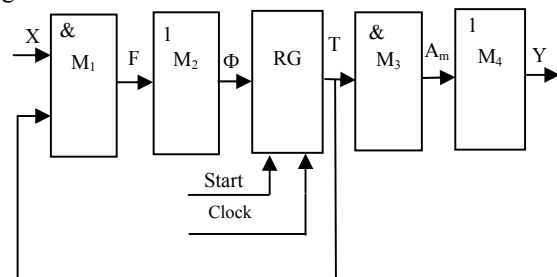 g
X
&
M₁
F
1
M₂
Φ
RG
T
&
M₃
Aₘ
1
M₄
Y
Start
Clock